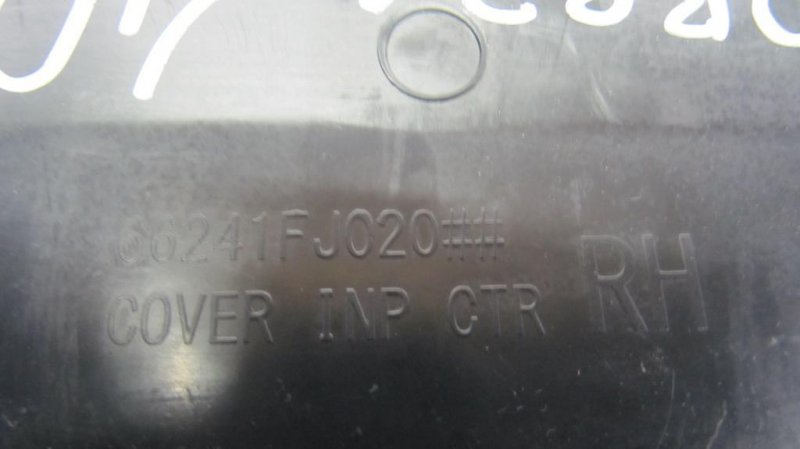 66241FJ020##
COVER INP CTR RH